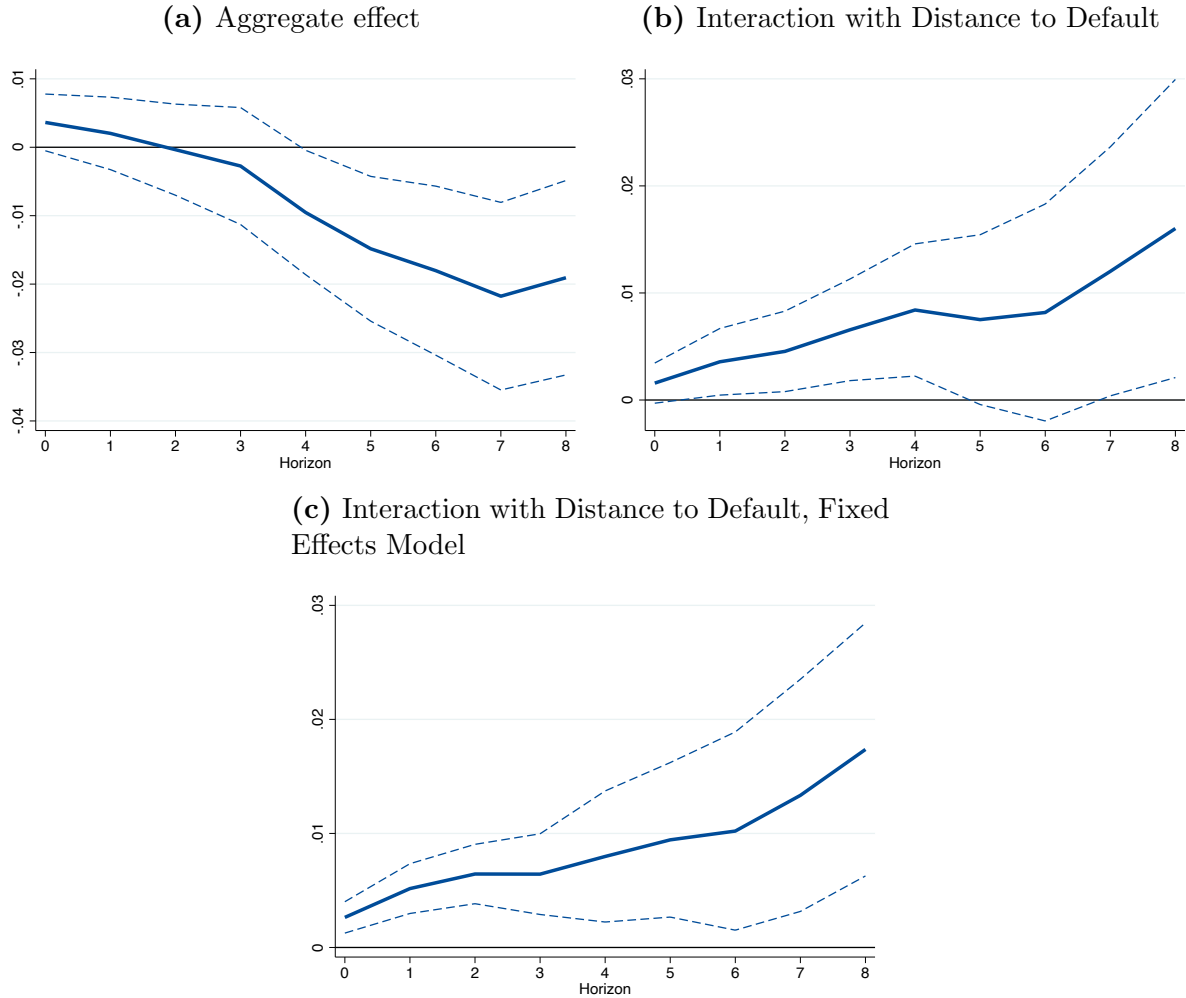 (a) Aggregate effect
(b) Interaction with Distance to Default
.01
0
-.01
-.02
-.03
-.04
0 1 2 3 4 5 6 7 8
Horizon
.03
.02
.01
0
0 1 2 3 4 5 6 7 8
Horizon
(c) Interaction with Distance to Default, Fixed
Effects Model
.03
.02
.01
0
0 1 2 3 4 5 6 7 8
Horizon